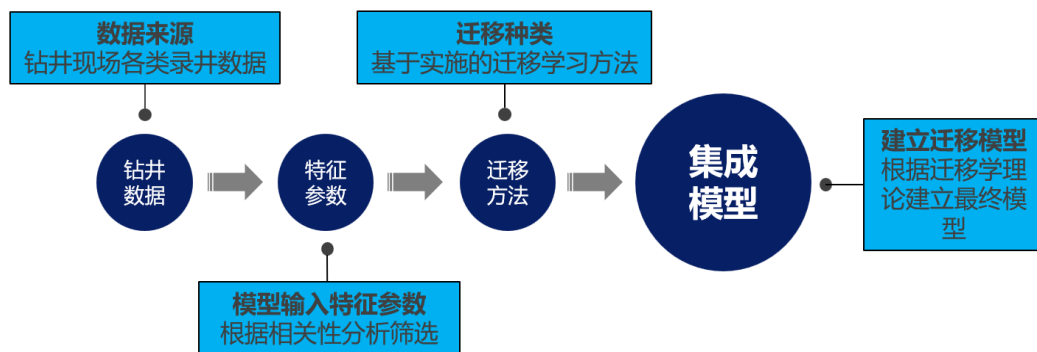 数据来源
钻井现场各类录井数据
迁移种类
基于实施的迁移学习方法
钻井
数据
特征
参数
迁移
方法
集成
模型
建立迁移模型
根据迁移学理
论建立最终模
型
模型输入特征参数
根据相关性分析筛选